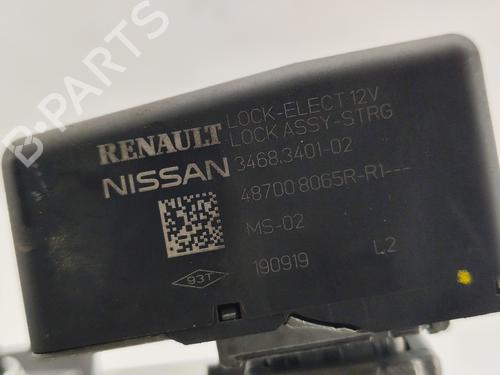 LOCK-ELECT 12V
LOCK ASSY-STRG
RENAULT
NISSAN
3468.3401-02
48700 8065R-R1---
MS-02
190919 L2
93T